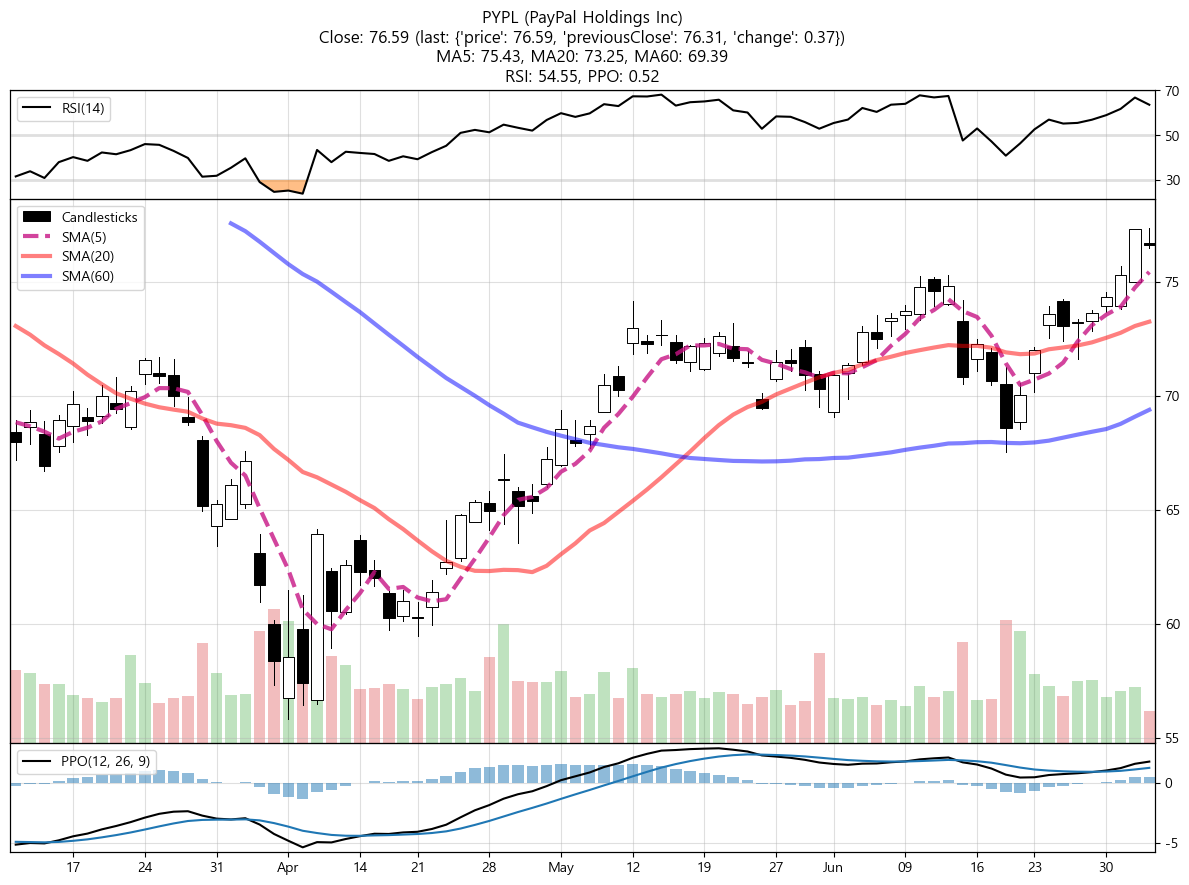 PYPL (PayPal Holdings Inc)
Close: 76.59 (last: {'price': 76.59, 'previousClose': 76.31, 'change': 0.37})
MA5: 75.43, MA20: 73.25, MA60: 69.39
RSI: 54.55, PPO: 0.52
RSI(14)
70
50
30
Candlesticks
SMA(5)
SMA(20)
SMA(60)
75
70
65
60
55
PPO(12, 26, 9)
0
-5
17 24 31 Apr 14 21 28 May 12 19 27 Jun 09 16 23 30